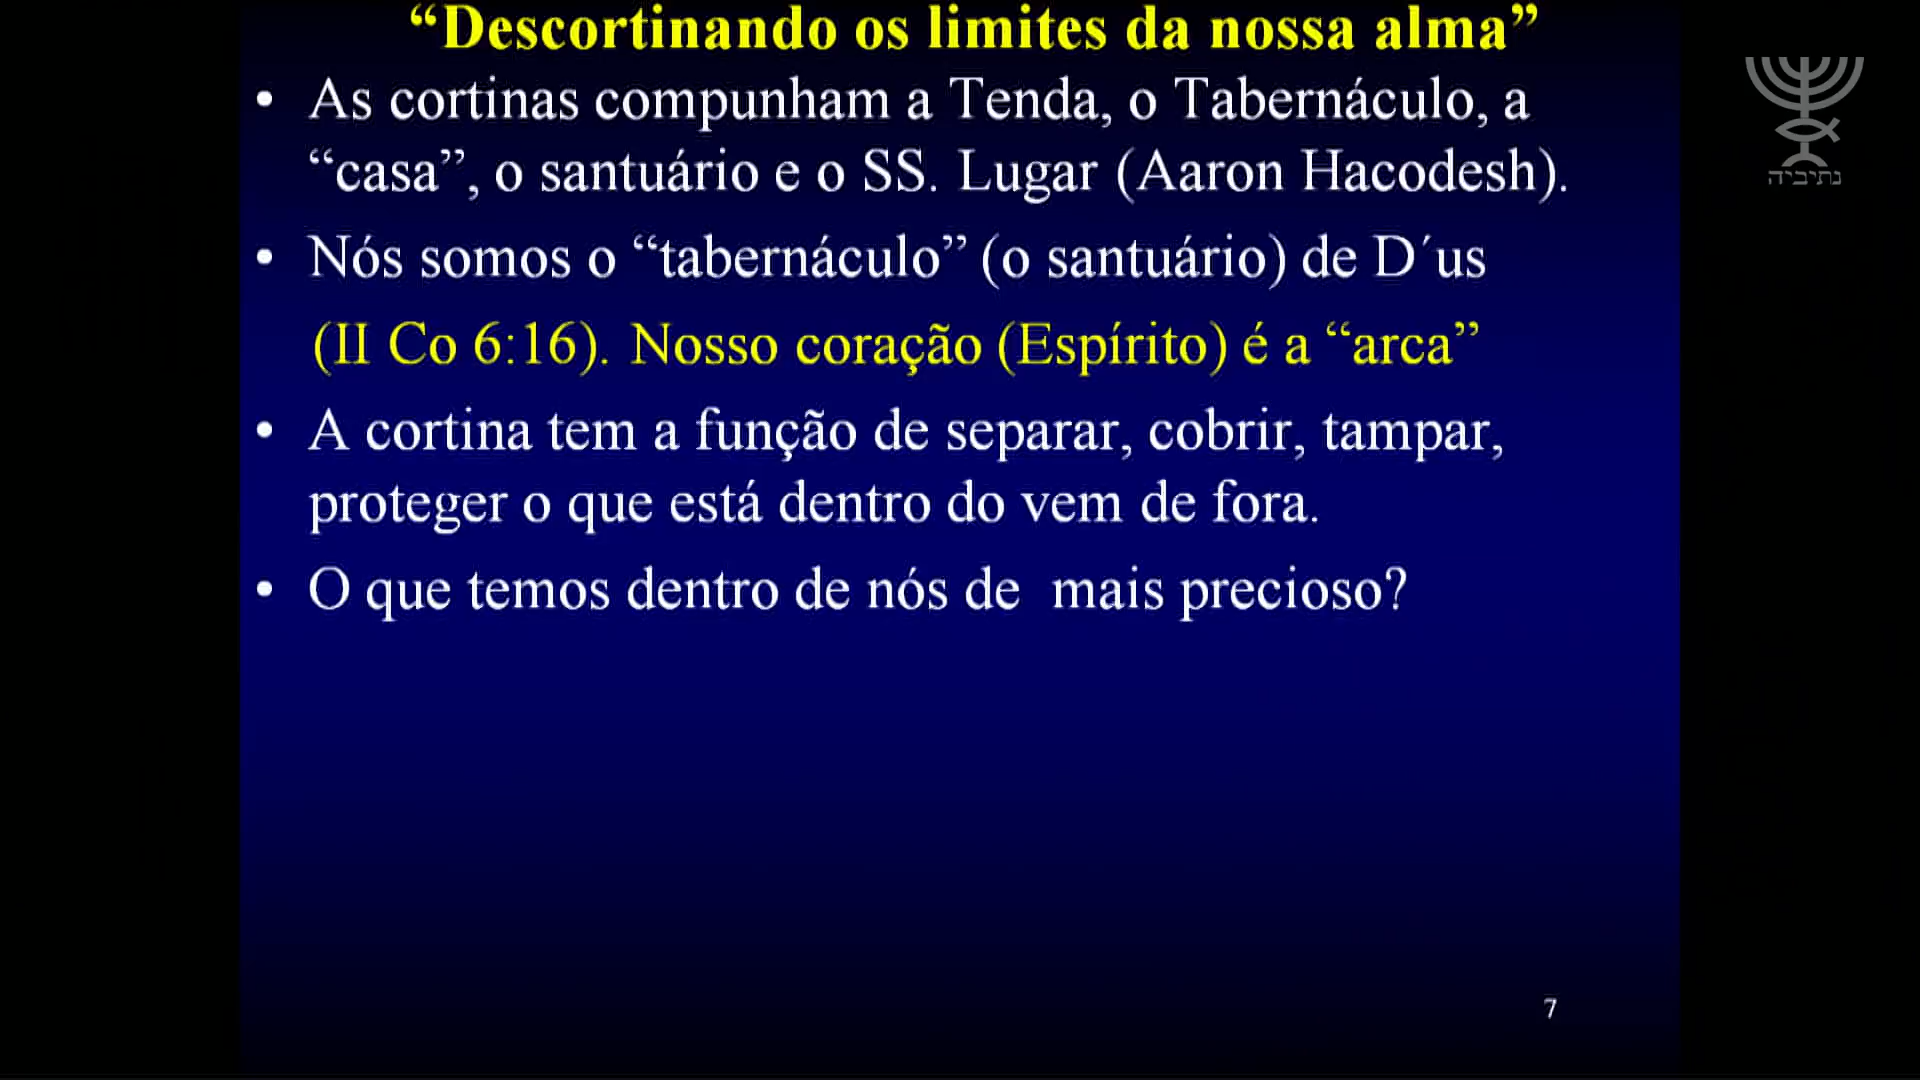 “Descortinando os limites da nossa alma”
• As cortinas compunham a Tenda, o Tabernáculo, a
“casa”, o santuário e o SS. Lugar (Aaron Hacodesh).
• Nós somos o “tabernáculo” (o santuário) de D´us
(II Co 6:16). Nosso coração (Espírito) é a “arca”
• A cortina tem a função de separar, cobrir, tampar,
proteger o que está dentro do vem de fora.
• O que temos dentro de nós de  mais precioso?
7
נתיביה